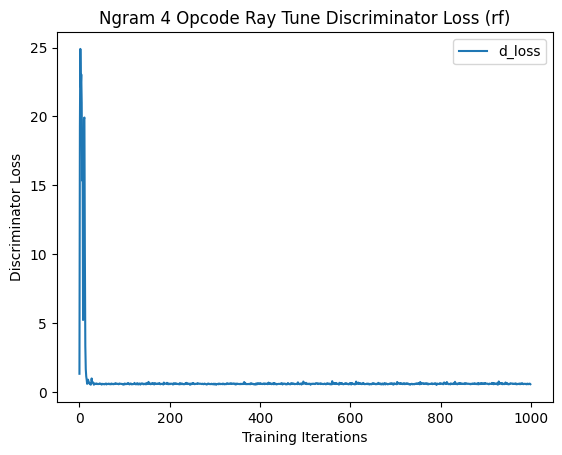 Ngram 4 Opcode Ray Tune Discriminator Loss (rf)
d_loss
Discriminator Loss
25
20
15
10
5
0
0 200 400 600 800 1000
Training Iterations